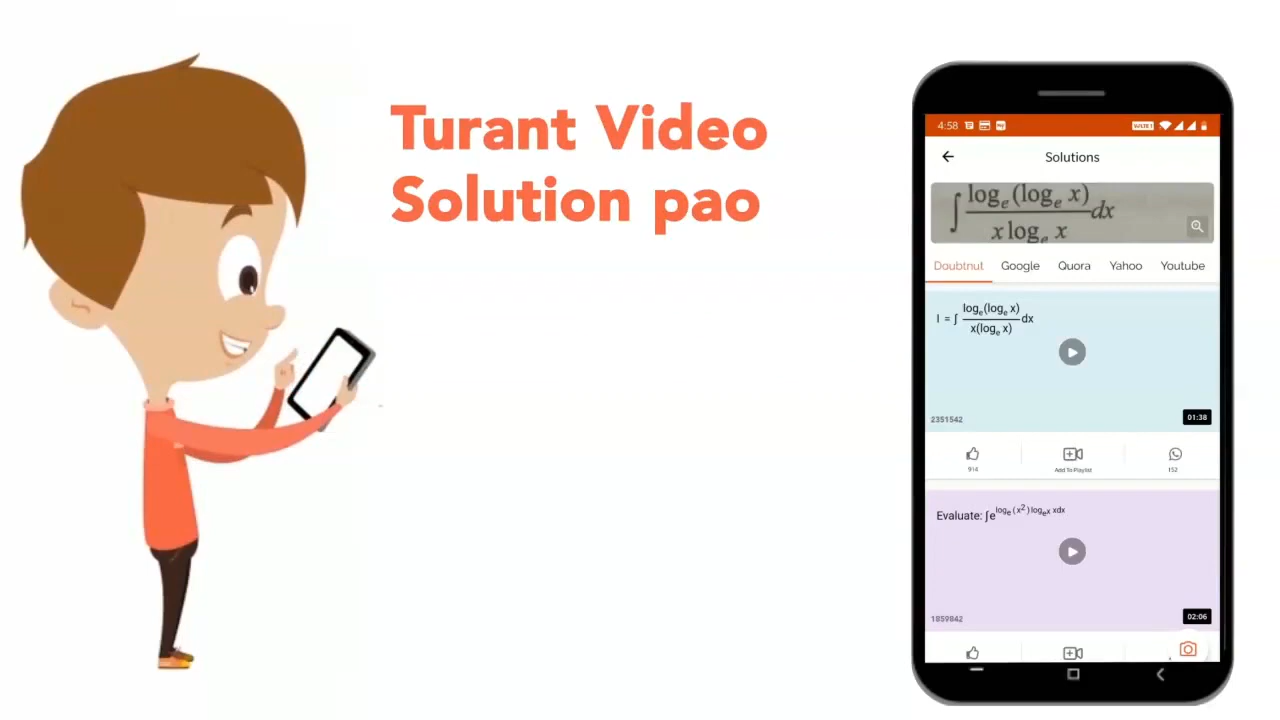 Turant Video
Solution pao
4:58
Solutions
∫ logₑ(logₑ x) / x logₑ x dx
Doubtnut Google Quora Yahoo Youtube
I = ∫ logₑ(logₑ x) / x(logₑ x) dx
2351542
01:38
914
Add To Playlist
152
Evaluate: ∫e^logₑ(x²)logₑx xdx
1859842
02:06